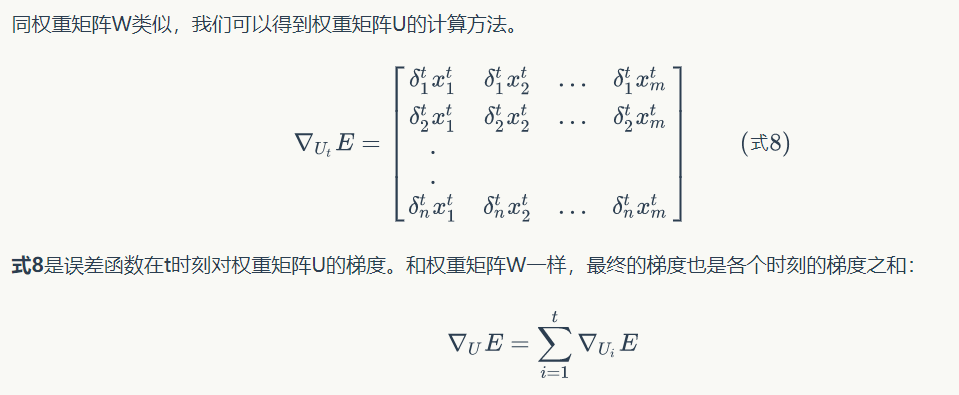 同权重矩阵W类似，我们可以得到权重矩阵U的计算方法。
$$\nabla_{U_t}E=\begin{bmatrix}\delta_1^t x_1^t & \delta_1^t x_2^t & \ldots & \delta_1^t x_m^t\\ \delta_2^t x_1^t & \delta_2^t x_2^t & \ldots & \delta_2^t x_m^t\\ .\\ .\\ \delta_n^t x_1^t & \delta_n^t x_2^t & \ldots & \delta_n^t x_m^t\end{bmatrix} \quad (式8)$$
式8是误差函数在t时刻对权重矩阵U的梯度。和权重矩阵W一样，最终的梯度也是各个时刻的梯度之和：
$$\nabla_U E=\sum_{i=1}^{t}\nabla_{U_i}E$$